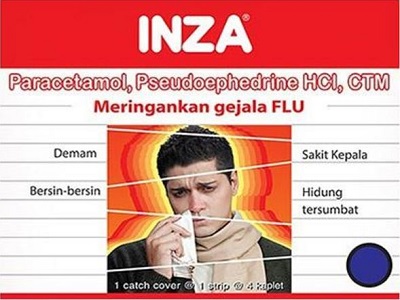 INZA®
Paracetamol, Pseudoephedrine HCl, CTM
Meringankan gejala FLU
Demam
Sakit Kepala
Bersin-bersin
Hidung
tersumbat
1 catch cover @ 1 strip @ 4 kaplet